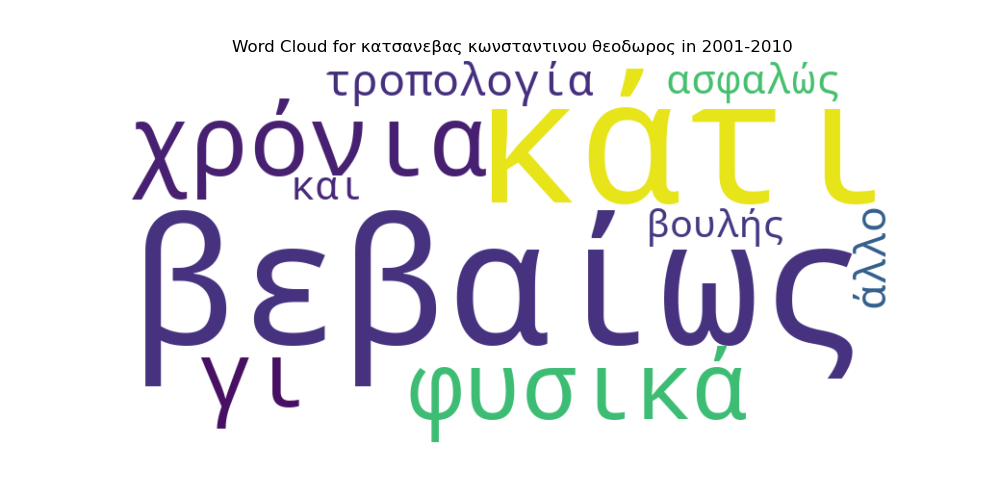 Word Cloud for κατσανεβας κωνσταντινου θεοδωρος in 2001-2010
τροπολογία
ασφαλώς
χρόνια
κάτι
και
βεβαίως
βουλής
άλλο
γι
φυσικά